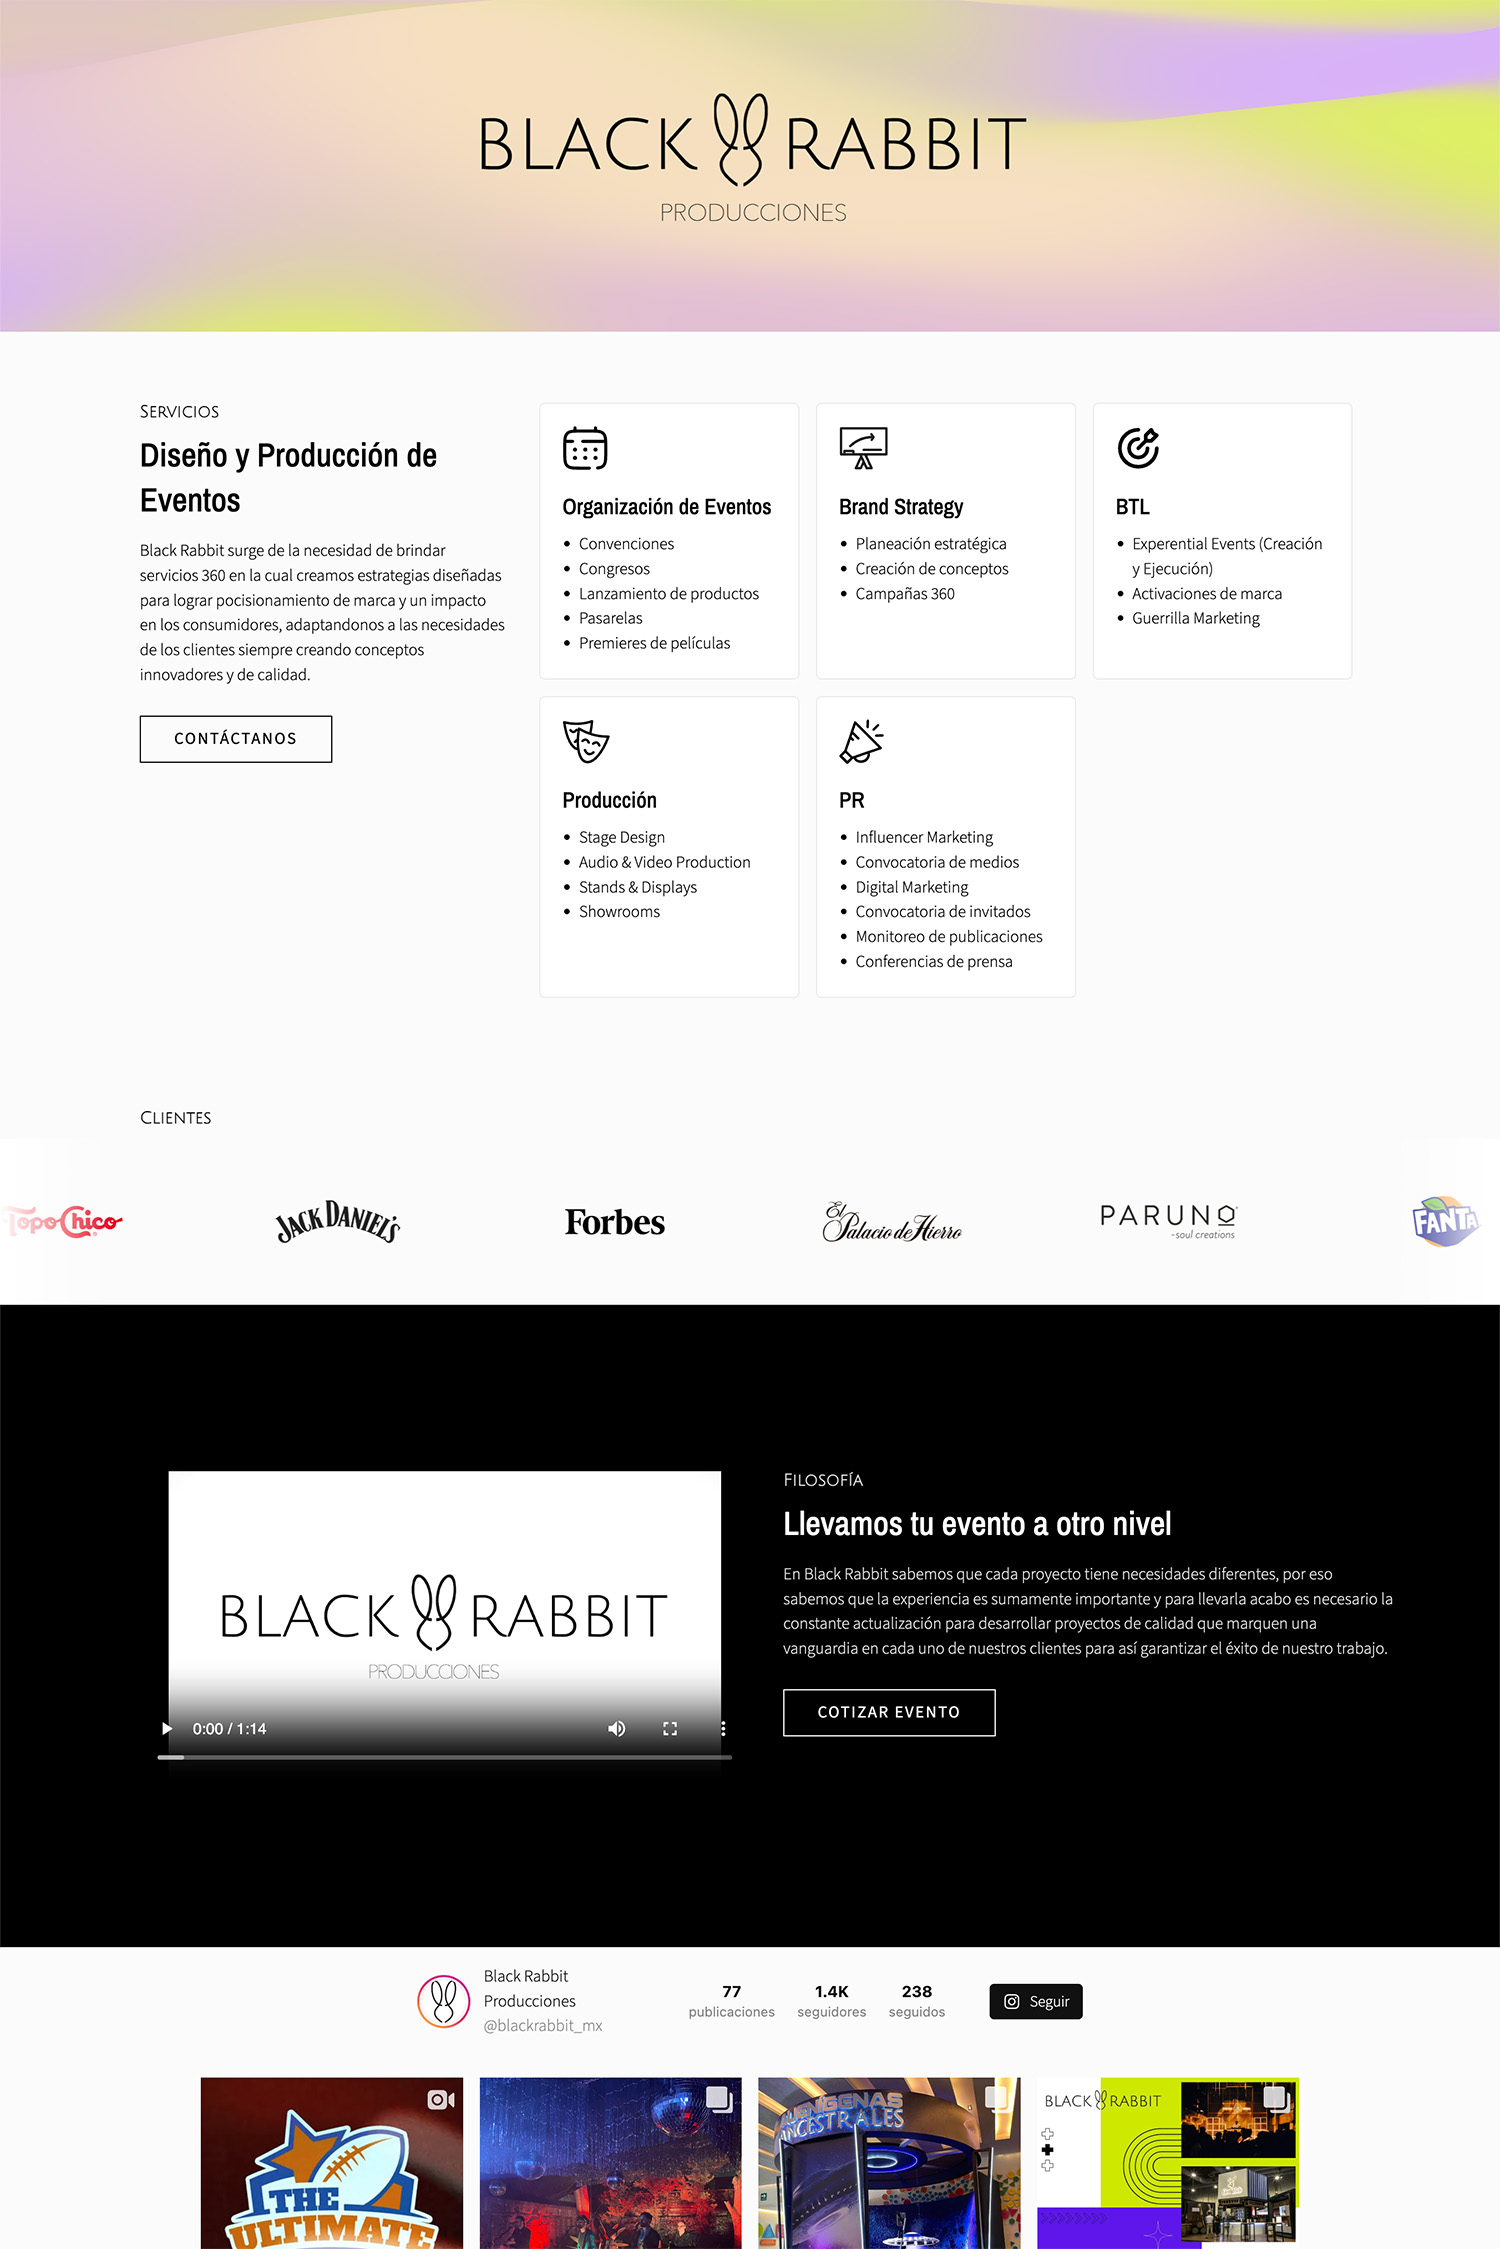 BLACK RABBIT
PRODUCCIONES
SERVICIOS
Diseño y Producción de
Eventos
Black Rabbit surge de la necesidad de brindar
servicios 360 en la cual creamos estrategias diseñadas
para lograr pocisionamiento de marca y un impacto
en los consumidores, adaptandonos a las necesidades
de los clientes siempre creando conceptos
innovadores y de calidad.
CONTÁCTANOS
Organización de Eventos
• Convenciones
• Congresos
• Lanzamiento de productos
• Pasarelas
• Premieres de películas
Brand Strategy
• Planeación estratégica
• Creación de conceptos
• Campañas 360
BTL
• Experential Events (Creación
y Ejecución)
• Activaciones de marca
• Guerrilla Marketing
Producción
• Stage Design
• Audio & Video Production
• Stands & Displays
• Showrooms
PR
• Influencer Marketing
• Convocatoria de medios
• Digital Marketing
• Convocatoria de invitados
• Monitoreo de publicaciones
• Conferencias de prensa
CLIENTES
Topo Chico
JACK DANIEL'S
Forbes
El Palacio de Hierro
PARUNO
-soul creations
FANTA
BLACK RABBIT
PRODUCCIONES
0:00 / 1:14
FILOSOFÍA
Llevamos tu evento a otro nivel
En Black Rabbit sabemos que cada proyecto tiene necesidades diferentes, por eso
sabemos que la experiencia es sumamente importante y para llevarla acabo es necesario la
constante actualización para desarrollar proyectos de calidad que marquen una
vanguardia en cada uno de nuestros clientes para así garantizar el éxito de nuestro trabajo.
COTIZAR EVENTO
Black Rabbit
Producciones
@blackrabbit_mx
77
publicaciones
1.4K
seguidores
238
seguidos
Seguir
THE
ULTIMATE
ANCESTRALES
BLACK RABBIT